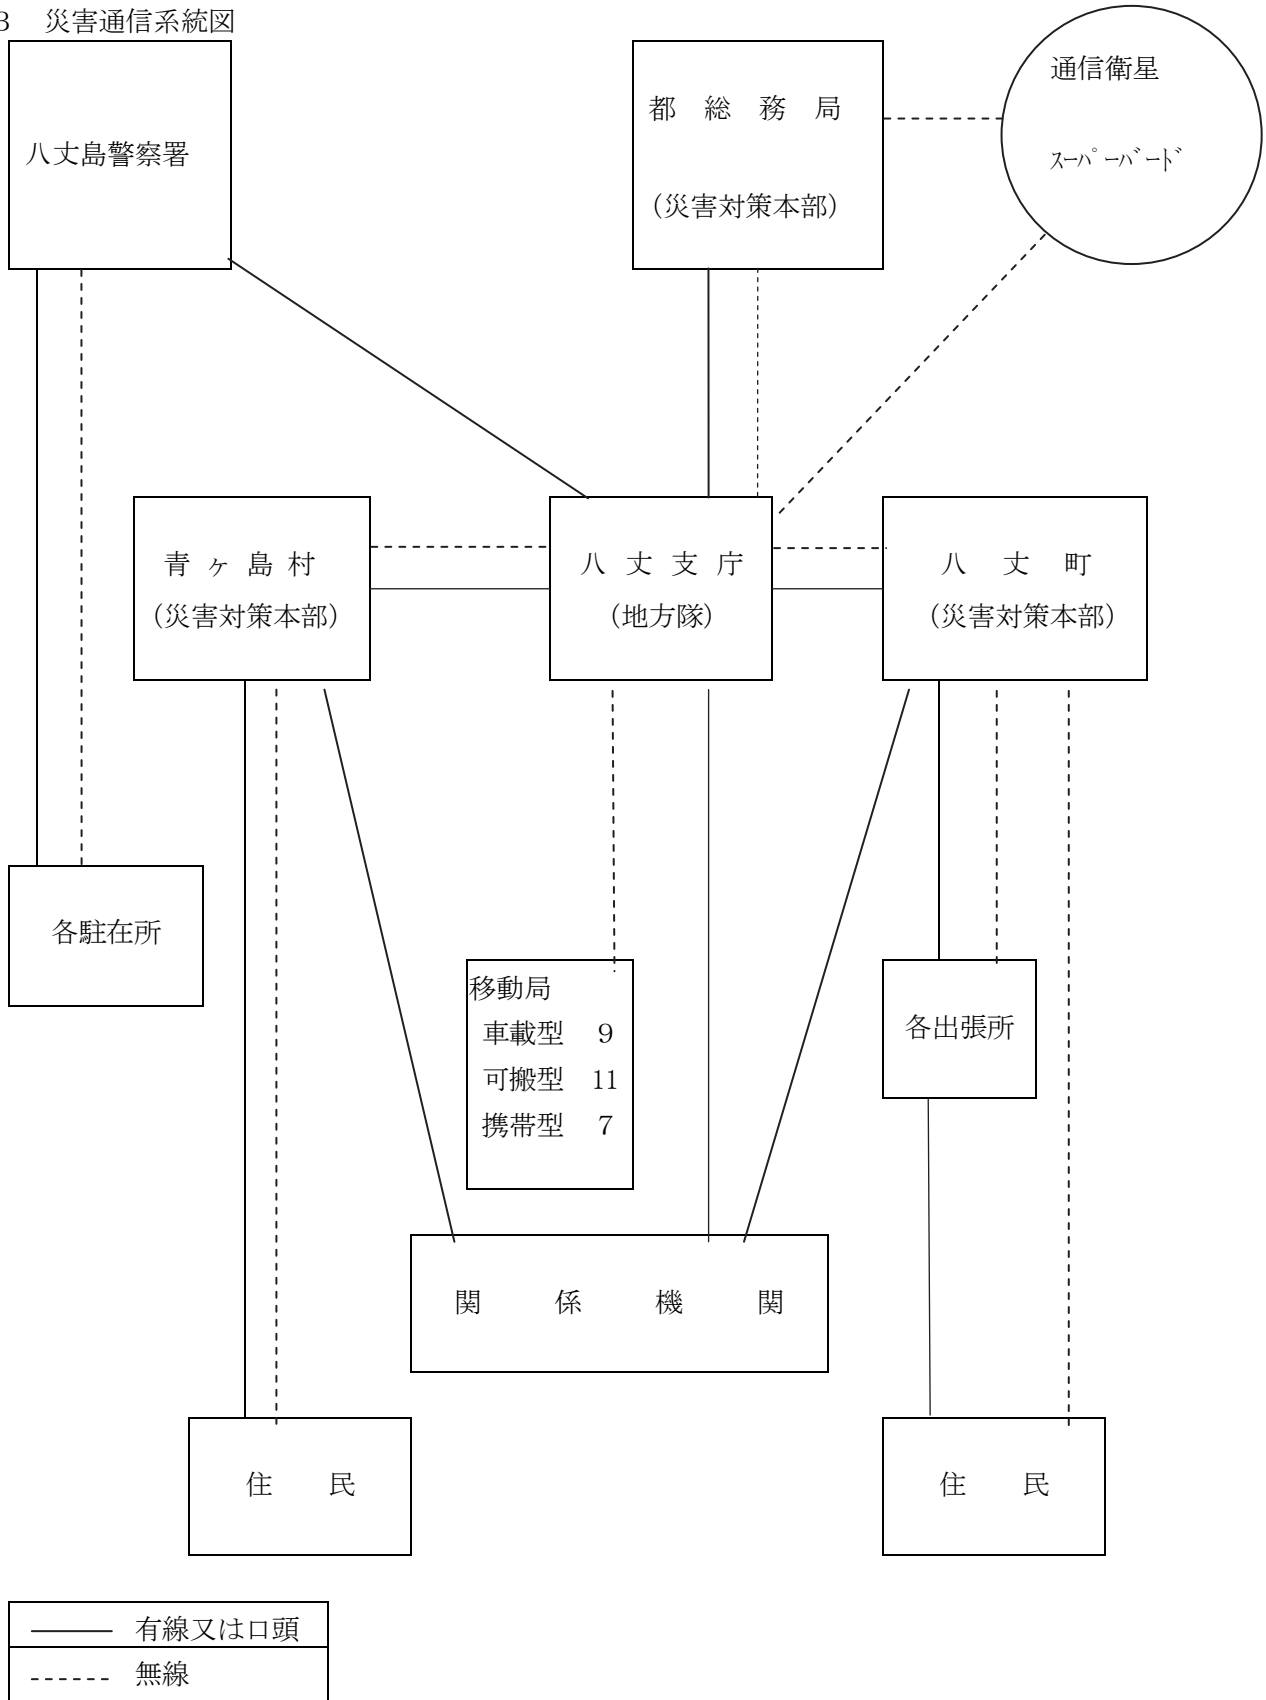 3　災害通信系統図
八丈島警察署
都総務局
（災害対策本部）
通信衛星
ｽｰﾊﾟｰﾊﾞｰﾄﾞ
青ヶ島村
（災害対策本部）
八丈支庁
（地方隊）
八丈町
（災害対策本部）
各駐在所
移動局
車載型　９
可搬型　11
携帯型　７
各出張所
関係機関
住民
住民
有線又は口頭
無線